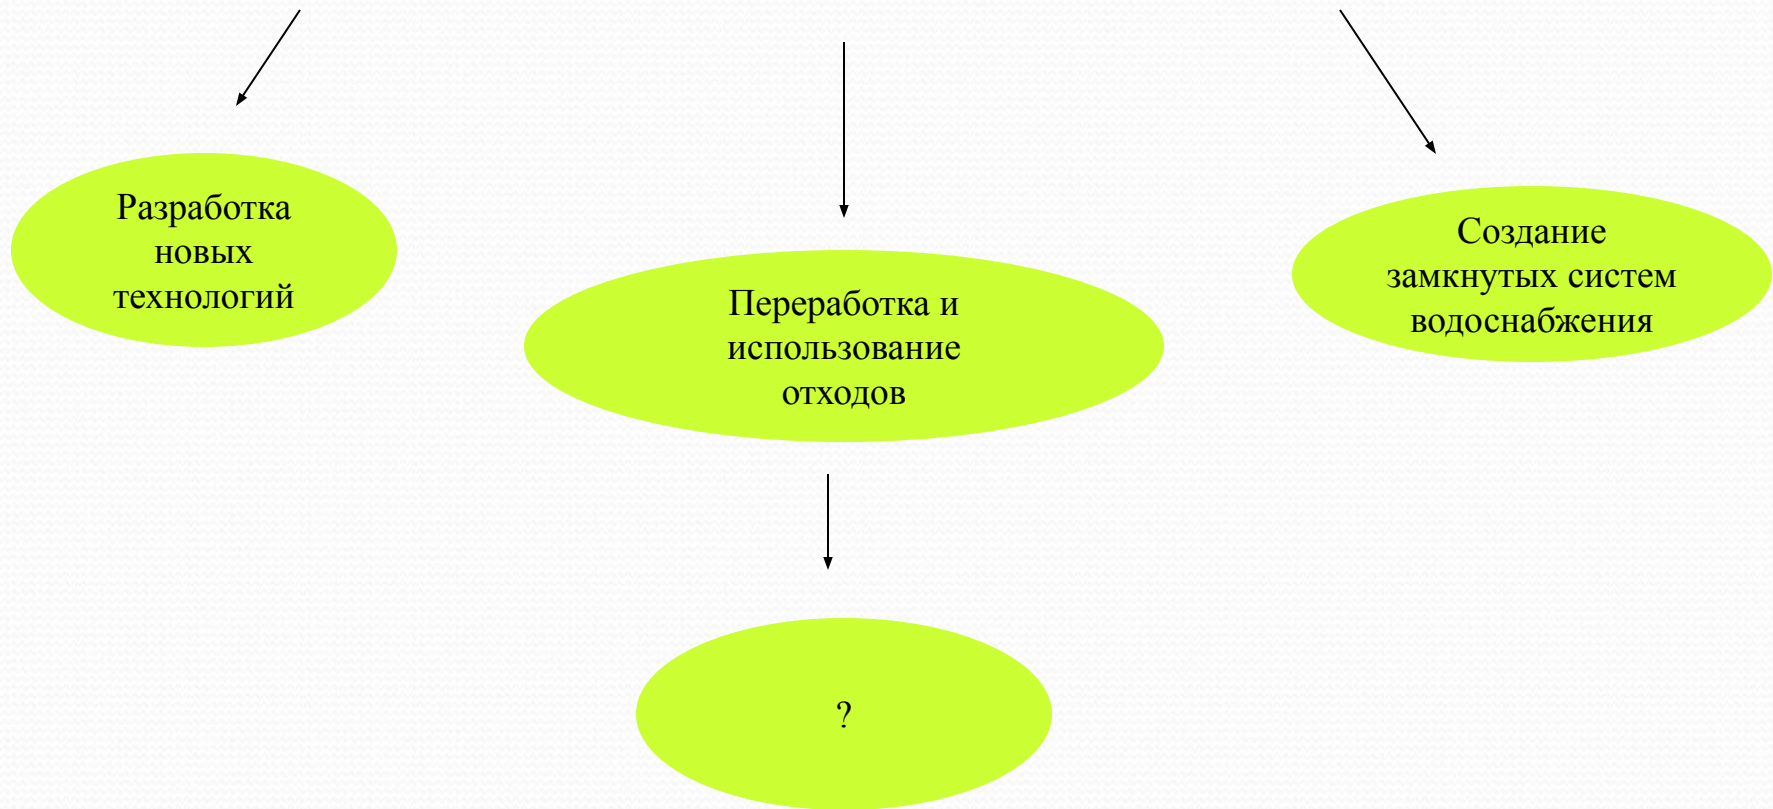 Разработка
новых
технологий
Переработка и
использование
отходов
Создание
замкнутых систем
водоснабжения
?